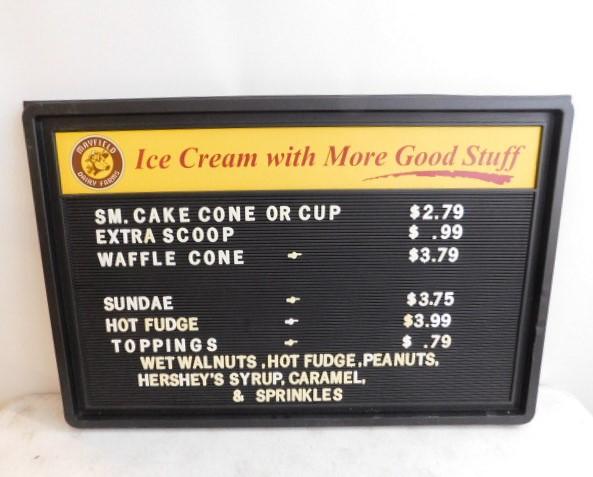 MAYFIELD
DAIRY FARMS
Ice Cream with More Good Stuff
SM. CAKE CONE OR CUP $2.79
EXTRA SCOOP $ .99
WAFFLE CONE $3.79
SUNDAE $3.75
HOT FUDGE $3.99
TOPPINGS $ .79
WET WALNUTS ,HOT FUDGE ,PEANUTS,
HERSHEY'S SYRUP, CARAMEL,
& SPRINKLES